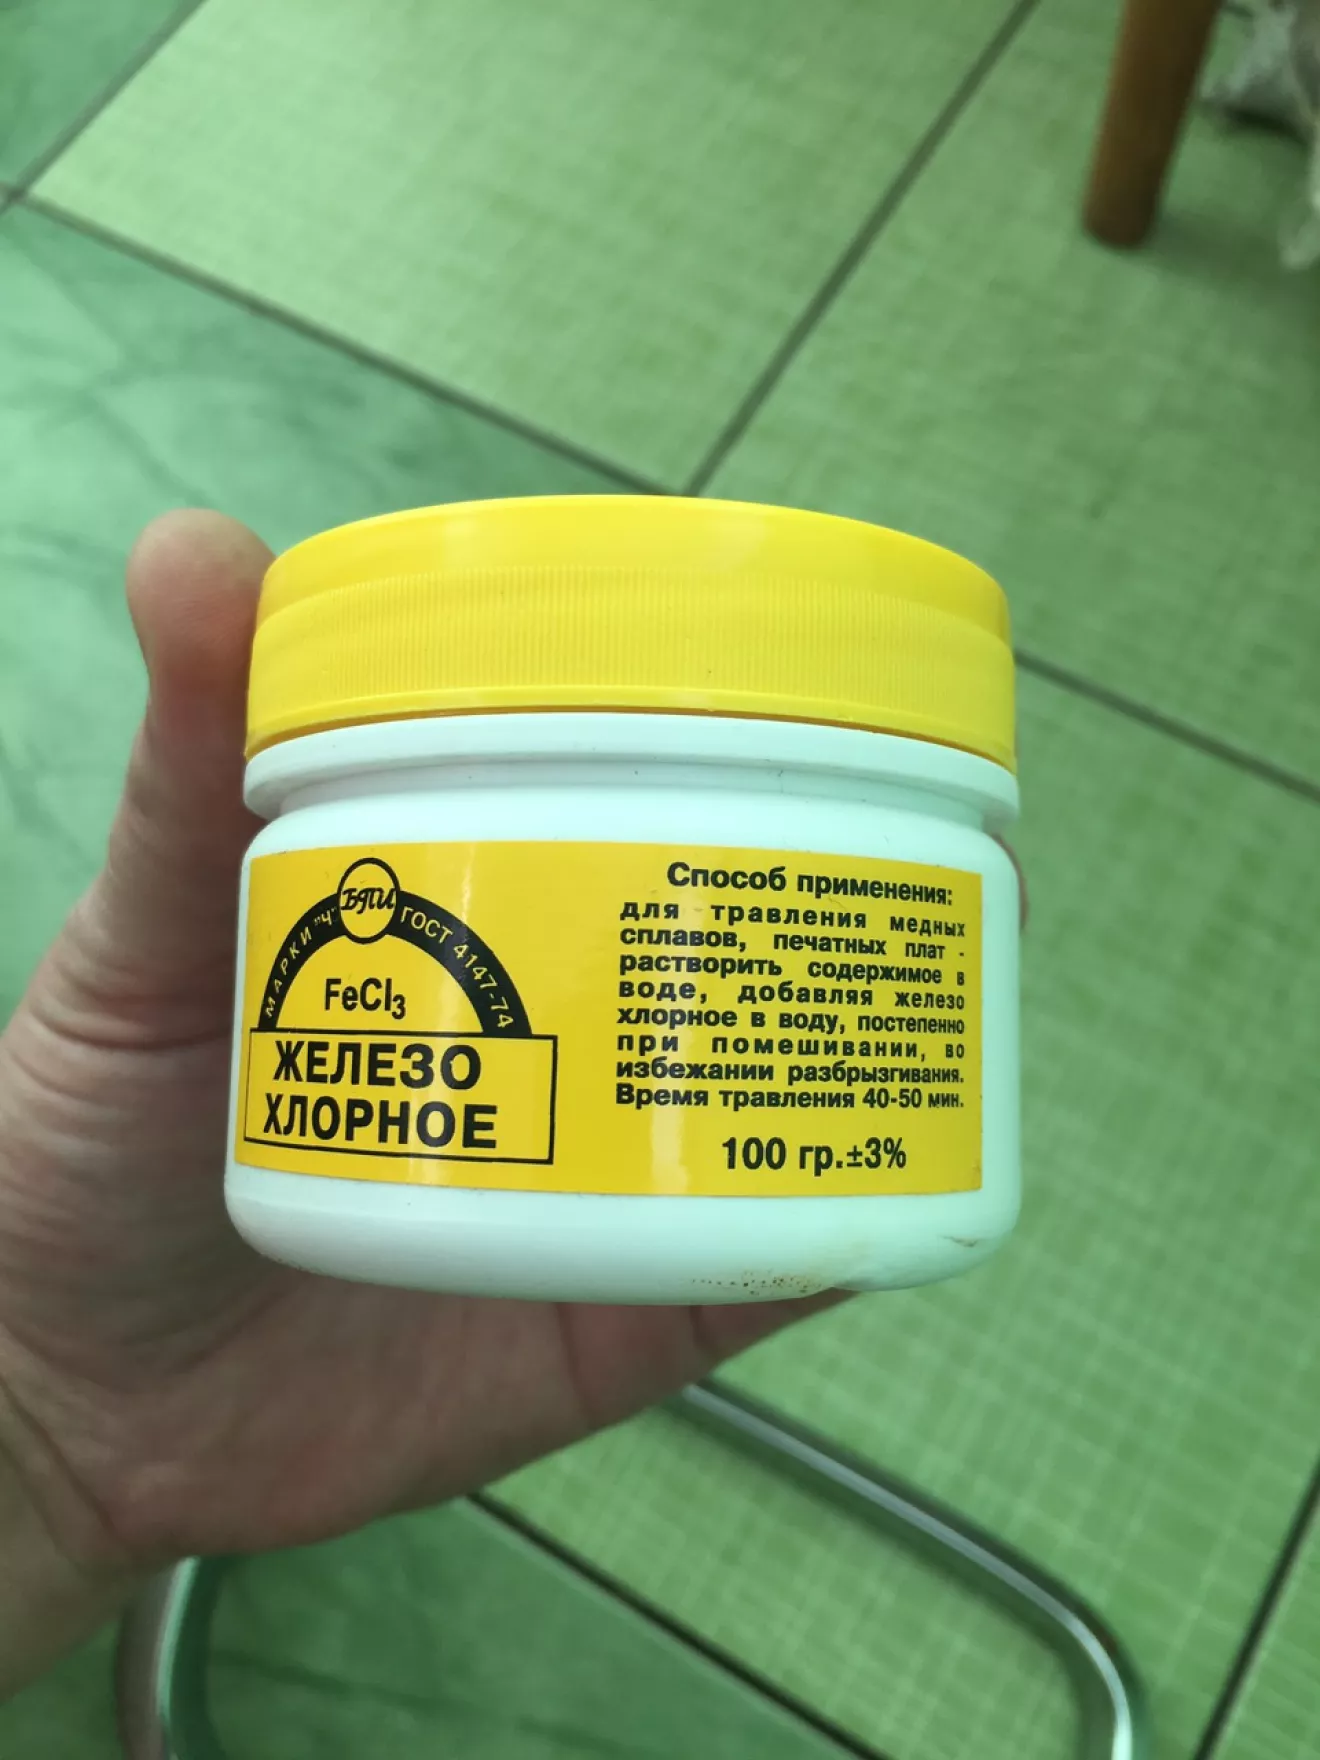 МАРКИ "Ч" БЯПИ ГОСТ 4147-74
FeCl₃
ЖЕЛЕЗО
ХЛОРНОЕ
Способ применения:
для травления медных
сплавов, печатных плат -
растворить содержимое в
воде, добавляя железо
хлорное в воду, постепенно
при помешивании, во
избежании разбрызгивания.
Время травления 40-50 мин.
100 гр.±3%